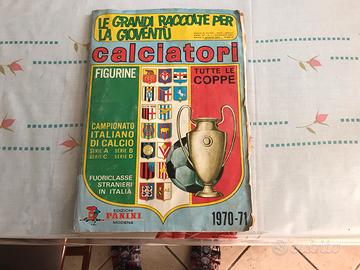 LE GRANDI RACCOLTE PER
LA GIOVENTÙ
calciatori
FIGURINE
TUTTE LE
COPPE
CAMPIONATO
ITALIANO
DI CALCIO
SERIE A SERIE B
SERIE C SERIE D
FUORICLASSE
STRANIERI
IN ITALIA
EDIZIONI
PANINI
MODENA
1970-71
subito